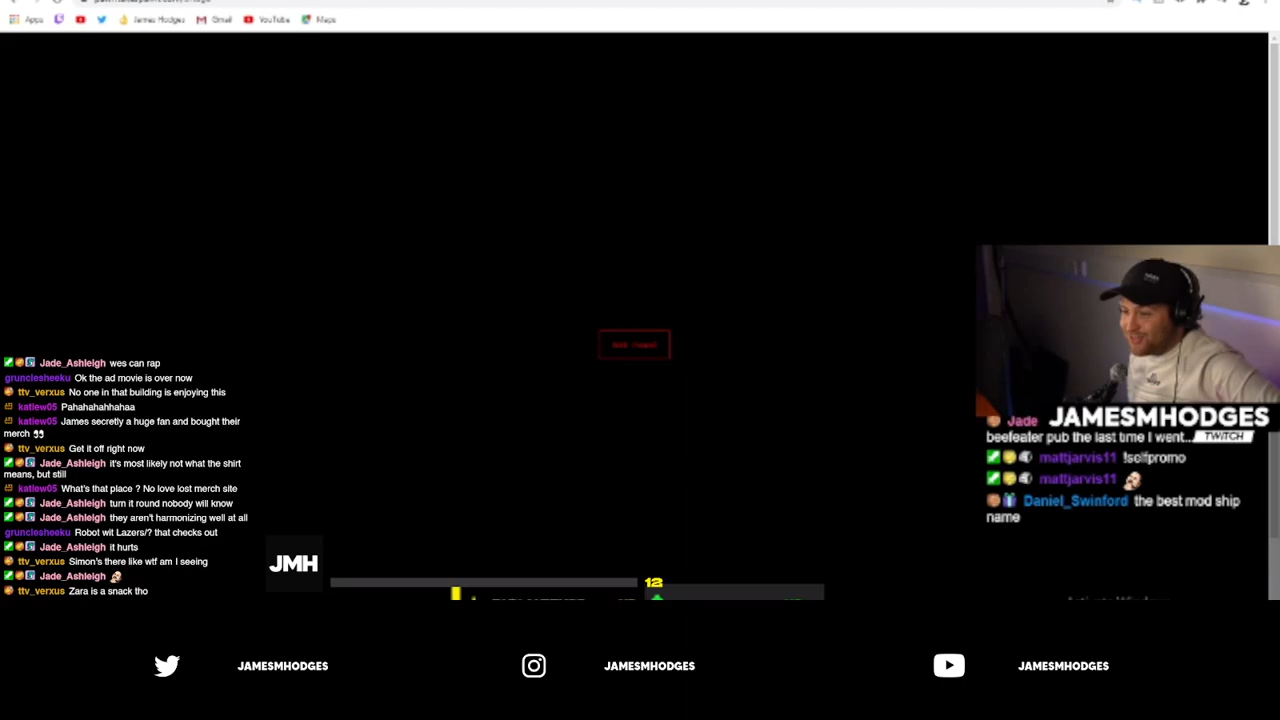 Apps James Hodges Gmail YouTube Maps
Jade_Ashleigh wes can rap
grunclesheeku Ok the ad movie is over now
ttv_verxus No one in that building is enjoying this
katiew05 Pahahahahhahaa
katiew05 James secretly a huge fan and bought their
merch 👀
ttv_verxus Get it off right now
Jade_Ashleigh it's most likely not what the shirt
means, but still
katiew05 What's that place ? No love lost merch site
Jade_Ashleigh turn it round nobody will know
Jade_Ashleigh they aren't harmonizing well at all
grunclesheeku Robot wit Lazers/? that checks out
Jade_Ashleigh it hurts
ttv_verxus Simon's there like wtf am I seeing
Jade_Ashleigh
ttv_verxus Zara is a snack tho
JMH
12
JAMESMHODGES
TWITCH
Jade
beefeater pub the last time I went...
mattjarvis11 !selfpromo
mattjarvis11
Daniel_Swinford the best mod ship
name
JAMESMHODGES JAMESMHODGES JAMESMHODGES